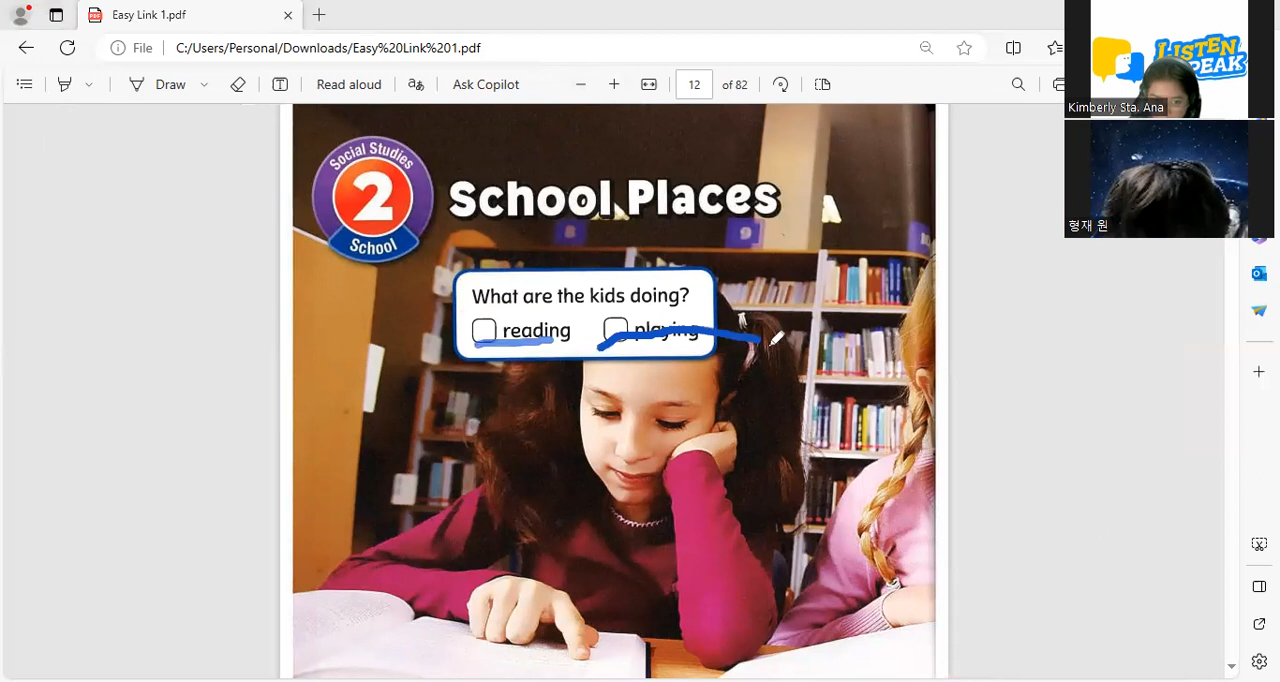 Easy Link 1.pdf
File
C:/Users/Personal/Downloads/Easy%20Link%201.pdf
Draw
Read aloud
Ask Copilot
12 of 82
LISTEN
SPEAK
Kimberly Sta. Ana
형재 원
Social Studies
2
School
School Places
8
9
What are the kids doing?
reading playing